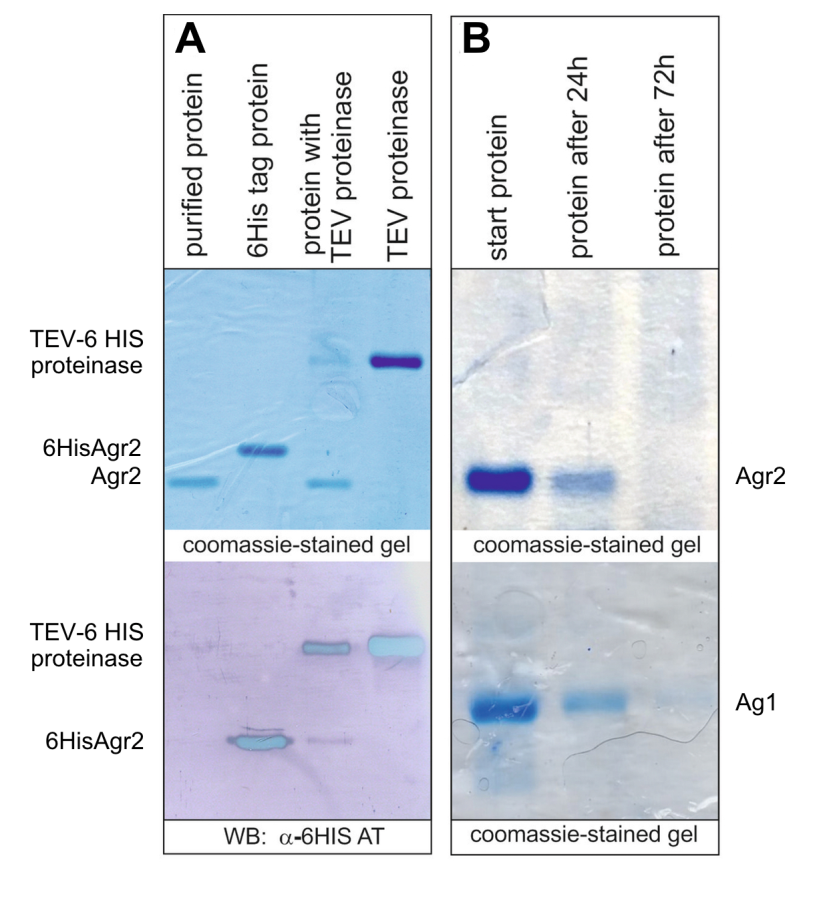 A
B
purified protein
6His tag protein
protein with
TEV proteinase
TEV proteinase
start protein
protein after 24h
protein after 72h
TEV-6 HIS
proteinase
6HisAgr2
Agr2
Agr2
coomassie-stained gel
coomassie-stained gel
TEV-6 HIS
proteinase
Ag1
6HisAgr2
WB: α-6HIS AT
coomassie-stained gel